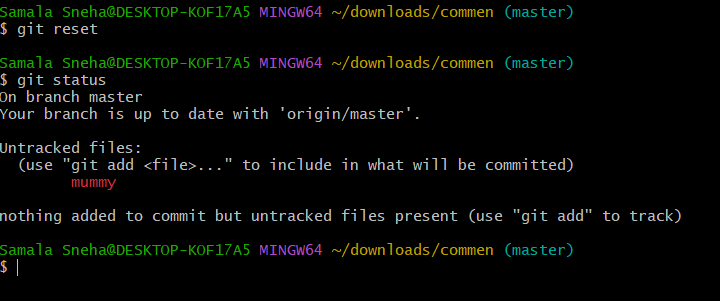 Samala Sneha@DESKTOP-KOF17A5 MINGW64 ~/downloads/commen (master)
$ git reset
Samala Sneha@DESKTOP-KOF17A5 MINGW64 ~/downloads/commen (master)
$ git status
On branch master
Your branch is up to date with 'origin/master'.
Untracked files:
  (use "git add <file>..." to include in what will be committed)
        mummy
nothing added to commit but untracked files present (use "git add" to track)
Samala Sneha@DESKTOP-KOF17A5 MINGW64 ~/downloads/commen (master)
$